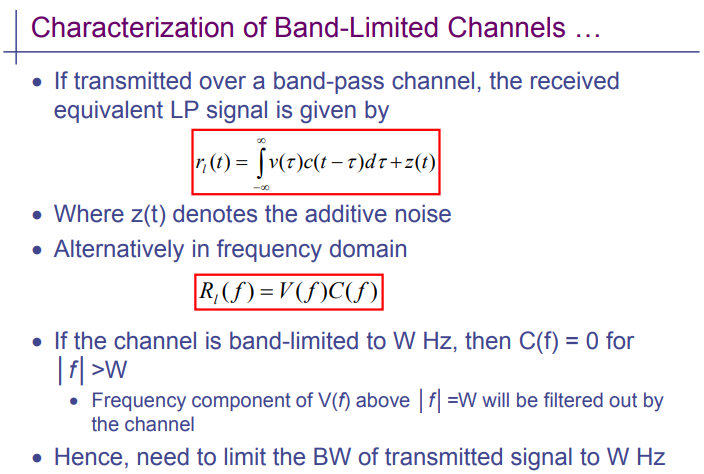 Characterization of Band-Limited Channels …
• If transmitted over a band-pass channel, the received
equivalent LP signal is given by
r_l(t) = ∫_{-∞}^{∞} v(τ)c(t − τ)dτ + z(t)
• Where z(t) denotes the additive noise
• Alternatively in frequency domain
R_l(f) = V(f)C(f)
• If the channel is band-limited to W Hz, then C(f) = 0 for
|f| >W
• Frequency component of V(f) above |f| =W will be filtered out by
the channel
• Hence, need to limit the BW of transmitted signal to W Hz